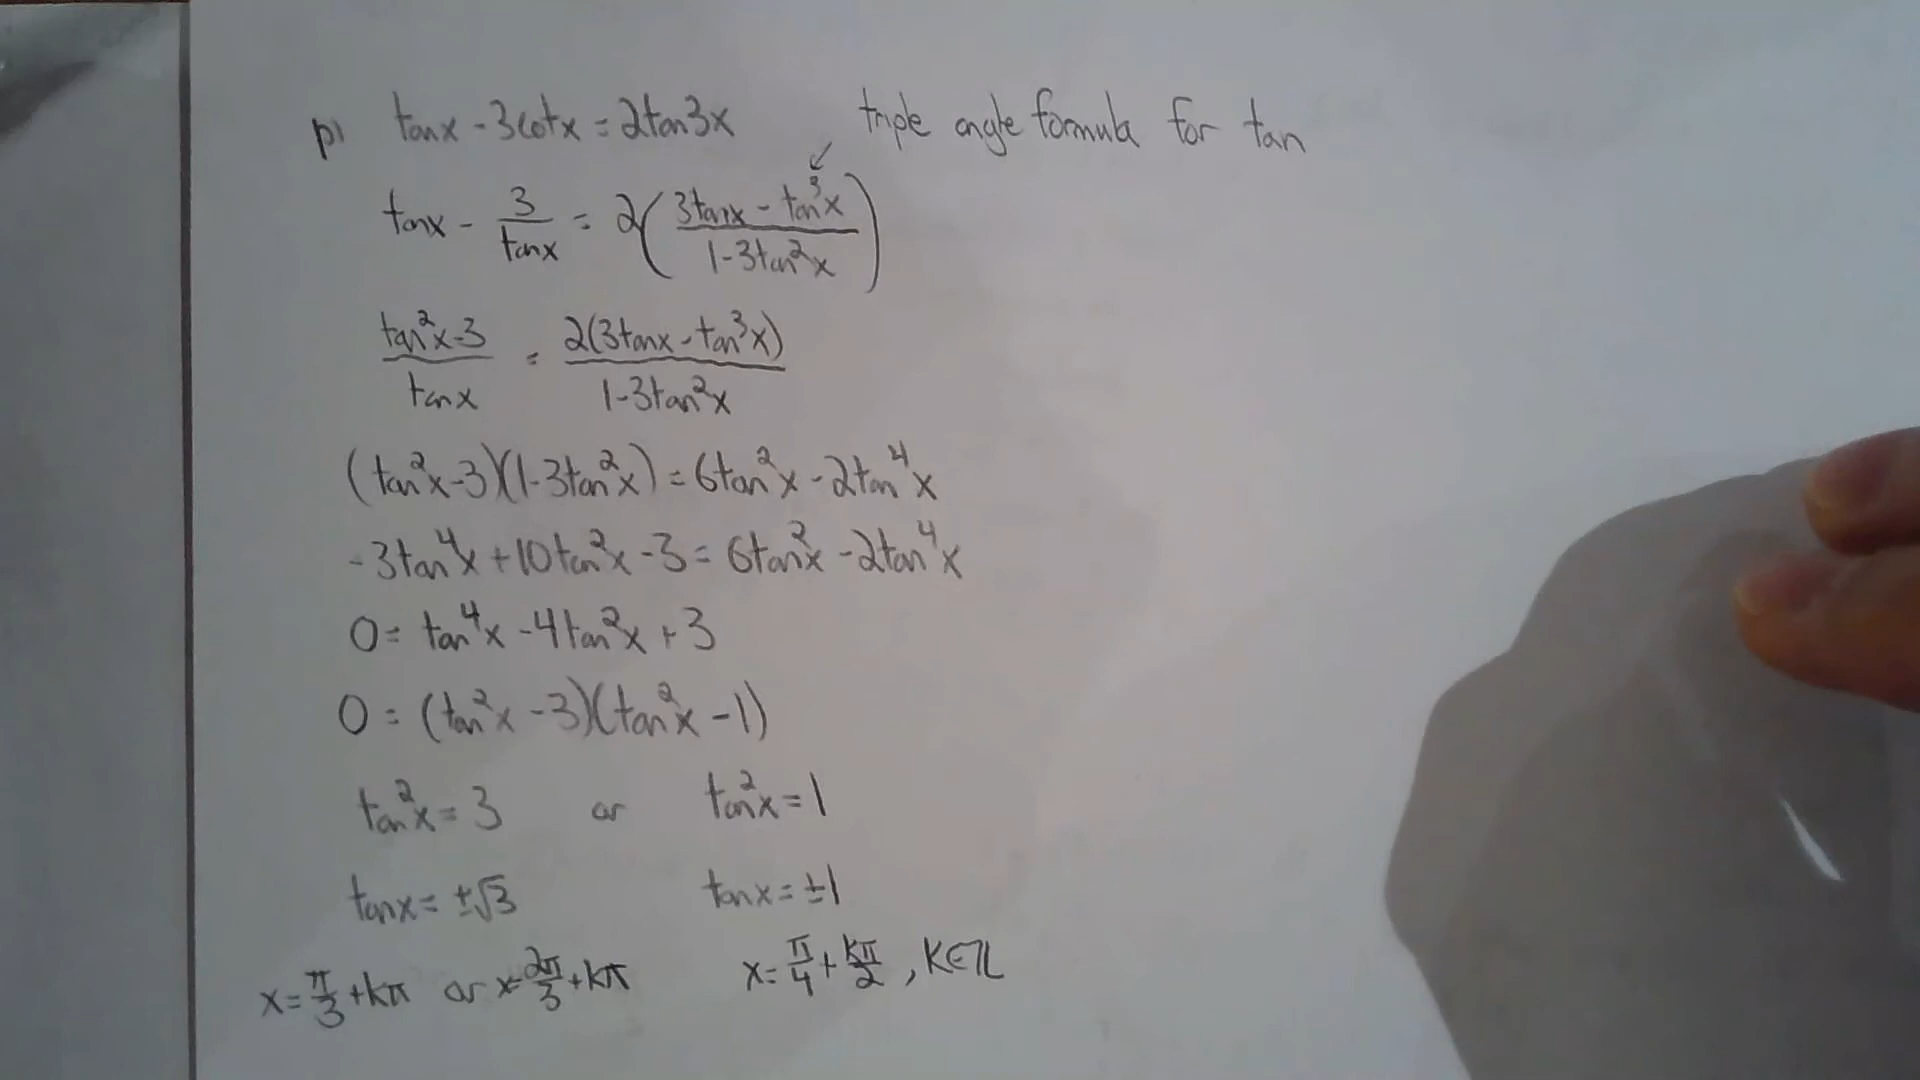 p) tanx - 3cotx = 2tan3x triple angle formula for tan
tanx - 3/tanx = 2( (3tanx - tan³x)/(1-3tan²x) )
(tan²x-3)/tanx = 2(3tanx - tan³x)/(1-3tan²x)
(tan²x-3)(1-3tan²x) = 6tan²x - 2tan⁴x
-3tan⁴x + 10tan²x - 3 = 6tan²x - 2tan⁴x
0 = tan⁴x - 4tan²x + 3
0 = (tan²x - 3)(tan²x - 1)
tan²x = 3 or tan²x = 1
tanx = ±√3 tanx = ±1
x = π/3 + kπ or x = 2π/3 + kπ x = π/4 + kπ/2 , K∈ℤ